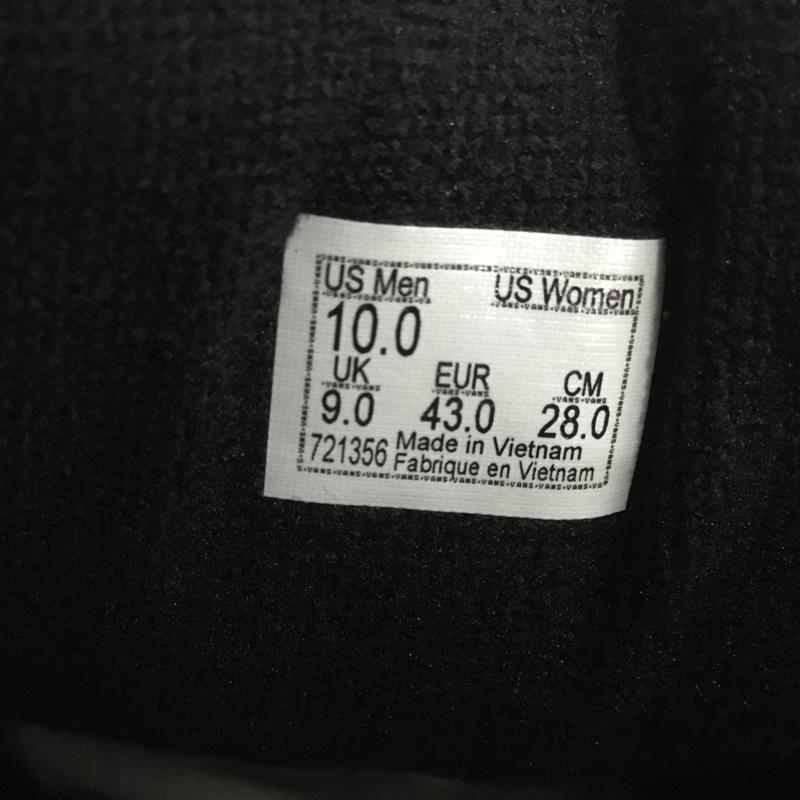 US Men US Women
10.0
UK EUR CM
9.0 43.0 28.0
721356 Made in Vietnam
Fabrique en Vietnam